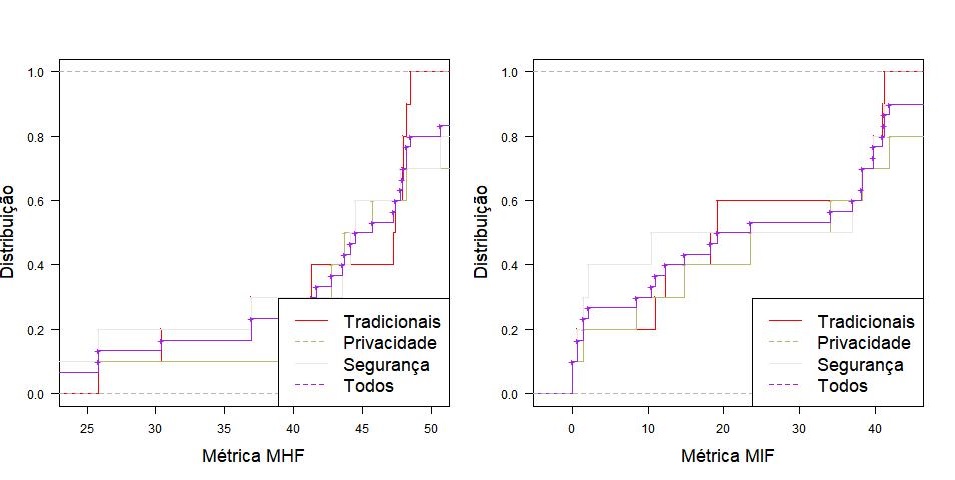 Distribuição
1.0
0.8
0.6
0.4
0.2
0.0
25 30 35 40 45 50
Métrica MHF
Tradicionais
Privacidade
Segurança
Todos
Distribuição
1.0
0.8
0.6
0.4
0.2
0.0
0 10 20 30 40
Métrica MIF
Tradicionais
Privacidade
Segurança
Todos